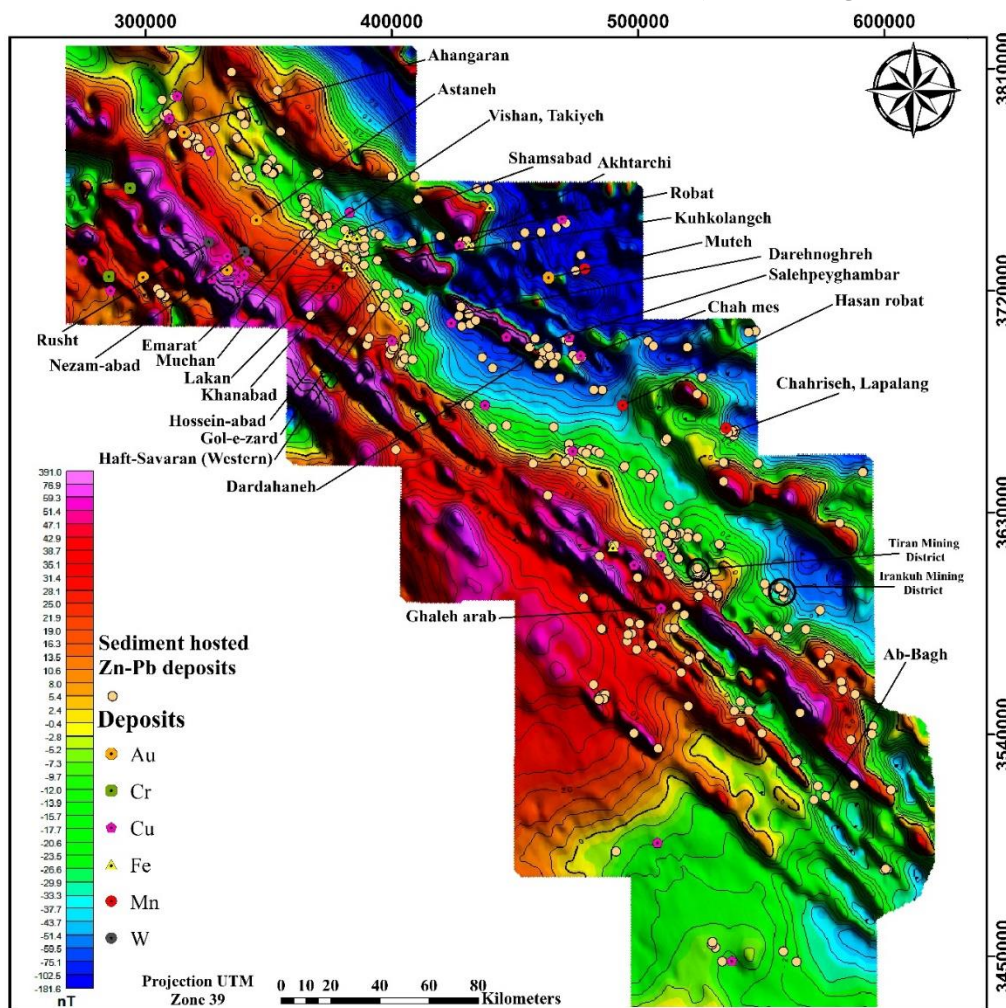 300000 400000 500000 600000
3810000
3720000
3630000
3540000
3450000
Ahangaran
Astaneh
Vishan, Takiyeh
Shamsabad
Akhtarchi
Robat
Kuhkolangeh
Muteh
Darehnoghreh
Salehpeyghambar
Chah mes
Hasan robat
Chahriseh, Lapalang
Rusht
Nezam-abad
Emarat
Muchan
Lakan
Khanabad
Hossein-abad
Gol-e-zard
Haft-Savaran (Western)
Dardahaneh
Tiran Mining
District
Irankuh Mining
District
Ghaleh arab
Ab-Bagh
391.0
76.9
69.3
57.4
47.1
42.9
38.7
35.1
31.4
28.1
25.0
21.9
19.0
16.3
13.5
10.6
8.0
5.4
2.4
-0.4
-2.8
-5.2
-7.3
-9.7
-12.0
-14.9
-17.7
-20.6
-23.5
-26.6
-29.9
-33.3
-37.7
-43.7
-51.4
-59.5
-75.1
-102.5
-181.6
nT
Sediment hosted
Zn-Pb deposits
Deposits
Au
Cr
Cu
Fe
Mn
W
Projection UTM
Zone 39
0 10 20 40 60 80
Kilometers